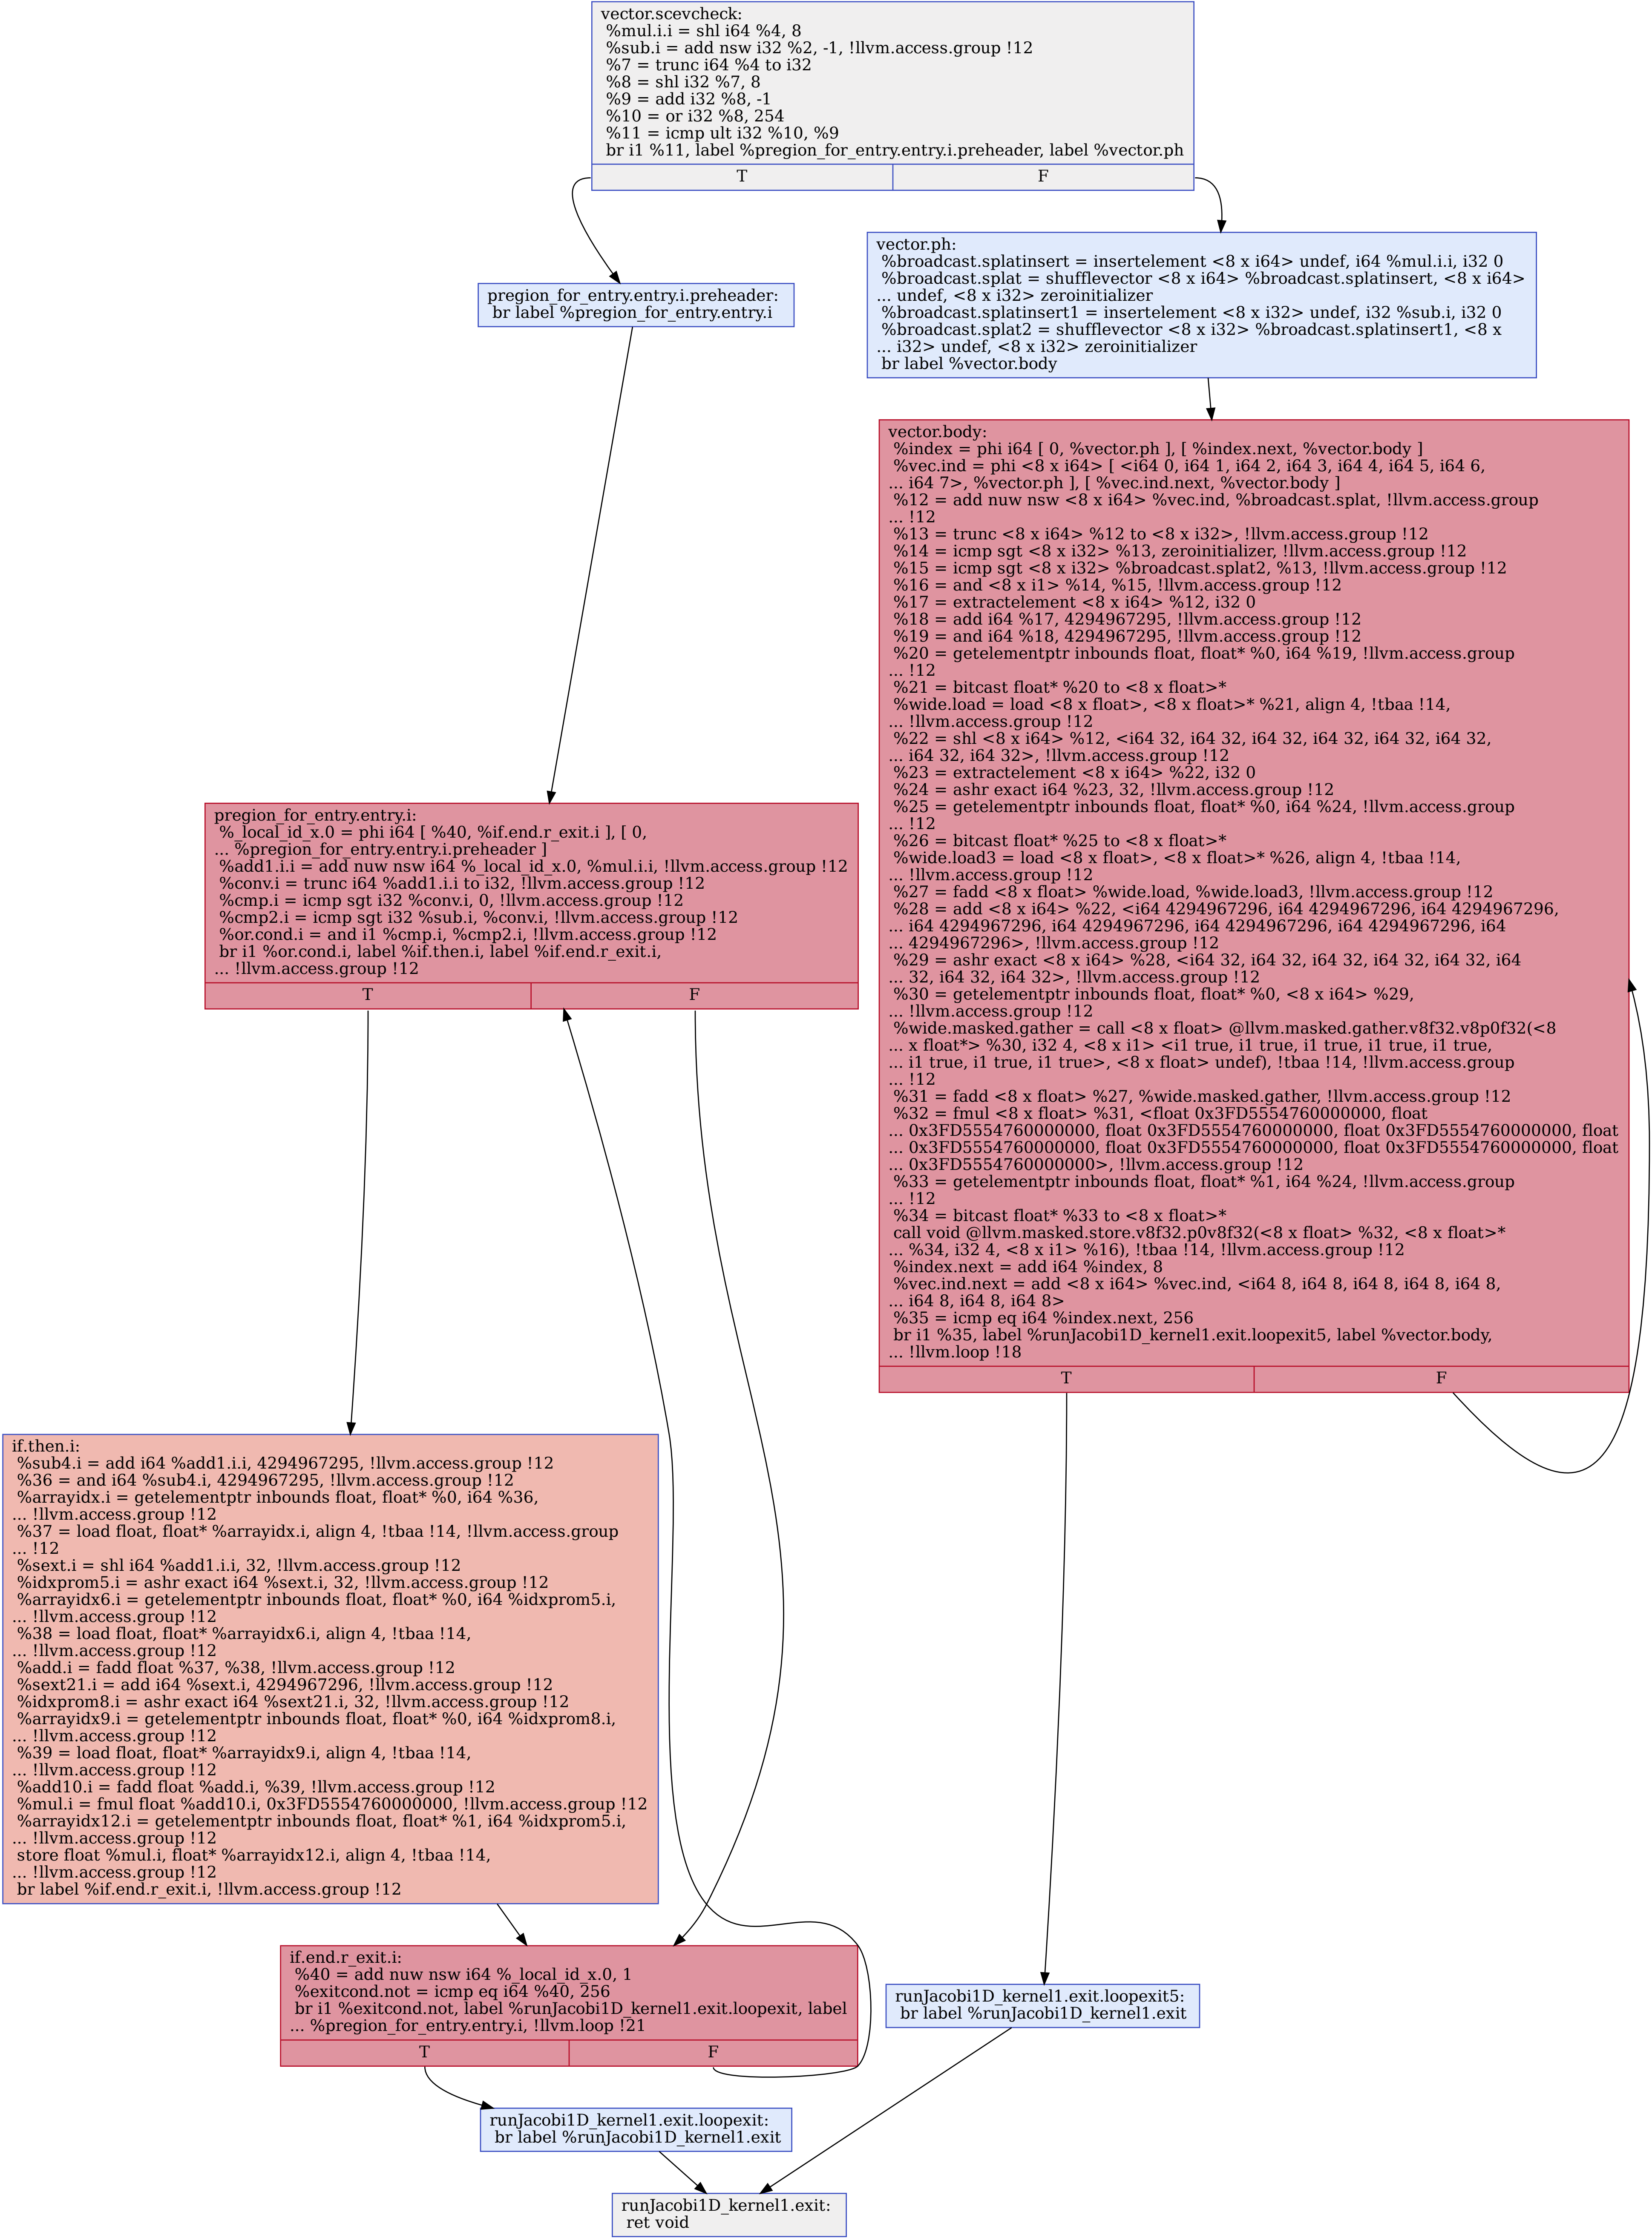 vector.scevcheck:
%mul.i.i = shl i64 %4, 8
%sub.i = add nsw i32 %2, -1, !llvm.access.group !12
%7 = trunc i64 %4 to i32
%8 = shl i32 %7, 8
%9 = add i32 %8, -1
%10 = or i32 %8, 254
%11 = icmp ult i32 %10, %9
br i1 %11, label %pregion_for_entry.entry.i.preheader, label %vector.ph
T
F
vector.ph:
%broadcast.splatinsert = insertelement <8 x i64> undef, i64 %mul.i.i, i32 0
%broadcast.splat = shufflevector <8 x i64> %broadcast.splatinsert, <8 x i64>
... undef, <8 x i32> zeroinitializer
%broadcast.splatinsert1 = insertelement <8 x i32> undef, i32 %sub.i, i32 0
%broadcast.splat2 = shufflevector <8 x i32> %broadcast.splatinsert1, <8 x
... i32> undef, <8 x i32> zeroinitializer
br label %vector.body
pregion_for_entry.entry.i.preheader:
br label %pregion_for_entry.entry.i
vector.body:
%index = phi i64 [ 0, %vector.ph ], [ %index.next, %vector.body ]
%vec.ind = phi <8 x i64> [ <i64 0, i64 1, i64 2, i64 3, i64 4, i64 5, i64 6,
... i64 7>, %vector.ph ], [ %vec.ind.next, %vector.body ]
%12 = add nuw nsw <8 x i64> %vec.ind, %broadcast.splat, !llvm.access.group
... !12
%13 = trunc <8 x i64> %12 to <8 x i32>, !llvm.access.group !12
%14 = icmp sgt <8 x i32> %13, zeroinitializer, !llvm.access.group !12
%15 = icmp sgt <8 x i32> %broadcast.splat2, %13, !llvm.access.group !12
%16 = and <8 x i1> %14, %15, !llvm.access.group !12
%17 = extractelement <8 x i64> %12, i32 0
%18 = add i64 %17, 4294967295, !llvm.access.group !12
%19 = and i64 %18, 4294967295, !llvm.access.group !12
%20 = getelementptr inbounds float, float* %0, i64 %19, !llvm.access.group
... !12
%21 = bitcast float* %20 to <8 x float>*
%wide.load = load <8 x float>, <8 x float>* %21, align 4, !tbaa !14,
... !llvm.access.group !12
%22 = shl <8 x i64> %12, <i64 32, i64 32, i64 32, i64 32, i64 32, i64 32,
... i64 32, i64 32>, !llvm.access.group !12
%23 = extractelement <8 x i64> %22, i32 0
%24 = ashr exact i64 %23, 32, !llvm.access.group !12
%25 = getelementptr inbounds float, float* %0, i64 %24, !llvm.access.group
... !12
%26 = bitcast float* %25 to <8 x float>*
%wide.load3 = load <8 x float>, <8 x float>* %26, align 4, !tbaa !14,
... !llvm.access.group !12
%27 = fadd <8 x float> %wide.load, %wide.load3, !llvm.access.group !12
%28 = add <8 x i64> %22, <i64 4294967296, i64 4294967296, i64 4294967296,
... i64 4294967296, i64 4294967296, i64 4294967296, i64 4294967296, i64
... 4294967296>, !llvm.access.group !12
%29 = ashr exact <8 x i64> %28, <i64 32, i64 32, i64 32, i64 32, i64 32, i64
... 32, i64 32, i64 32>, !llvm.access.group !12
%30 = getelementptr inbounds float, float* %0, <8 x i64> %29,
... !llvm.access.group !12
%wide.masked.gather = call <8 x float> @llvm.masked.gather.v8f32.v8p0f32(<8
... x float*> %30, i32 4, <8 x i1> <i1 true, i1 true, i1 true, i1 true, i1 true,
... i1 true, i1 true, i1 true>, <8 x float> undef), !tbaa !14, !llvm.access.group
... !12
%31 = fadd <8 x float> %27, %wide.masked.gather, !llvm.access.group !12
%32 = fmul <8 x float> %31, <float 0x3FD5554760000000, float
... 0x3FD5554760000000, float 0x3FD5554760000000, float 0x3FD5554760000000, float
... 0x3FD5554760000000, float 0x3FD5554760000000, float 0x3FD5554760000000, float
... 0x3FD5554760000000>, !llvm.access.group !12
%33 = getelementptr inbounds float, float* %1, i64 %24, !llvm.access.group
... !12
%34 = bitcast float* %33 to <8 x float>*
call void @llvm.masked.store.v8f32.p0v8f32(<8 x float> %32, <8 x float>*
... %34, i32 4, <8 x i1> %16), !tbaa !14, !llvm.access.group !12
%index.next = add i64 %index, 8
%vec.ind.next = add <8 x i64> %vec.ind, <i64 8, i64 8, i64 8, i64 8, i64 8,
... i64 8, i64 8, i64 8>
%35 = icmp eq i64 %index.next, 256
br i1 %35, label %runJacobi1D_kernel1.exit.loopexit5, label %vector.body,
... !llvm.loop !18
T
F
pregion_for_entry.entry.i:
%_local_id_x.0 = phi i64 [ %40, %if.end.r_exit.i ], [ 0,
... %pregion_for_entry.entry.i.preheader ]
%add1.i.i = add nuw nsw i64 %_local_id_x.0, %mul.i.i, !llvm.access.group !12
%conv.i = trunc i64 %add1.i.i to i32, !llvm.access.group !12
%cmp.i = icmp sgt i32 %conv.i, 0, !llvm.access.group !12
%cmp2.i = icmp sgt i32 %sub.i, %conv.i, !llvm.access.group !12
%or.cond.i = and i1 %cmp.i, %cmp2.i, !llvm.access.group !12
br i1 %or.cond.i, label %if.then.i, label %if.end.r_exit.i,
... !llvm.access.group !12
T
F
if.then.i:
%sub4.i = add i64 %add1.i.i, 4294967295, !llvm.access.group !12
%36 = and i64 %sub4.i, 4294967295, !llvm.access.group !12
%arrayidx.i = getelementptr inbounds float, float* %0, i64 %36,
... !llvm.access.group !12
%37 = load float, float* %arrayidx.i, align 4, !tbaa !14, !llvm.access.group
... !12
%sext.i = shl i64 %add1.i.i, 32, !llvm.access.group !12
%idxprom5.i = ashr exact i64 %sext.i, 32, !llvm.access.group !12
%arrayidx6.i = getelementptr inbounds float, float* %0, i64 %idxprom5.i,
... !llvm.access.group !12
%38 = load float, float* %arrayidx6.i, align 4, !tbaa !14,
... !llvm.access.group !12
%add.i = fadd float %37, %38, !llvm.access.group !12
%sext21.i = add i64 %sext.i, 4294967296, !llvm.access.group !12
%idxprom8.i = ashr exact i64 %sext21.i, 32, !llvm.access.group !12
%arrayidx9.i = getelementptr inbounds float, float* %0, i64 %idxprom8.i,
... !llvm.access.group !12
%39 = load float, float* %arrayidx9.i, align 4, !tbaa !14,
... !llvm.access.group !12
%add10.i = fadd float %add.i, %39, !llvm.access.group !12
%mul.i = fmul float %add10.i, 0x3FD5554760000000, !llvm.access.group !12
%arrayidx12.i = getelementptr inbounds float, float* %1, i64 %idxprom5.i,
... !llvm.access.group !12
store float %mul.i, float* %arrayidx12.i, align 4, !tbaa !14,
... !llvm.access.group !12
br label %if.end.r_exit.i, !llvm.access.group !12
if.end.r_exit.i:
%40 = add nuw nsw i64 %_local_id_x.0, 1
%exitcond.not = icmp eq i64 %40, 256
br i1 %exitcond.not, label %runJacobi1D_kernel1.exit.loopexit, label
... %pregion_for_entry.entry.i, !llvm.loop !21
T
F
runJacobi1D_kernel1.exit.loopexit5:
br label %runJacobi1D_kernel1.exit
runJacobi1D_kernel1.exit.loopexit:
br label %runJacobi1D_kernel1.exit
runJacobi1D_kernel1.exit:
ret void